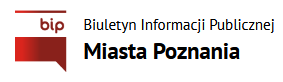 bip
Biuletyn Informacji Publicznej
Miasta Poznania